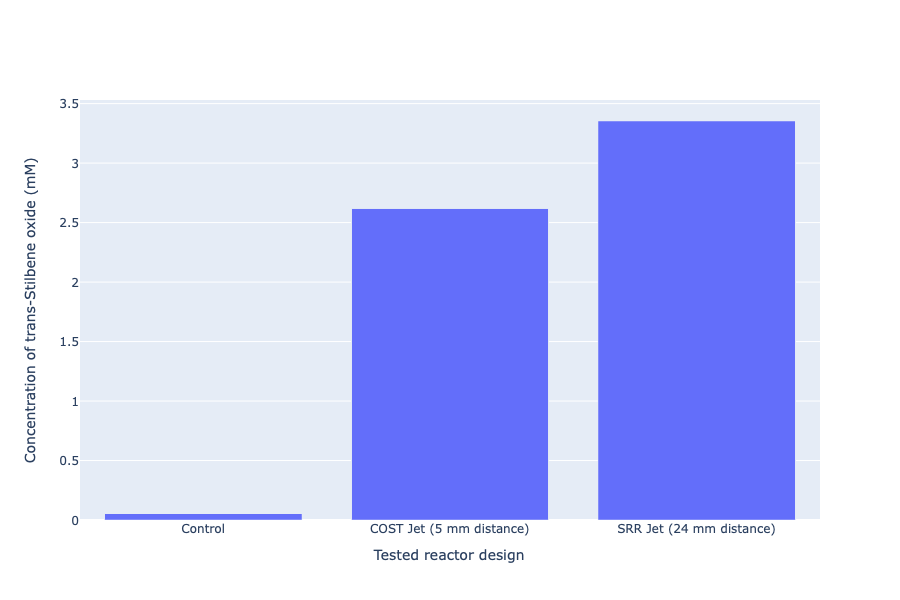 3.5
3
2.5
2
1.5
1
0.5
0
Concentration of trans-Stilbene oxide (mM)
Control
COST Jet (5 mm distance)
SRR Jet (24 mm distance)
Tested reactor design